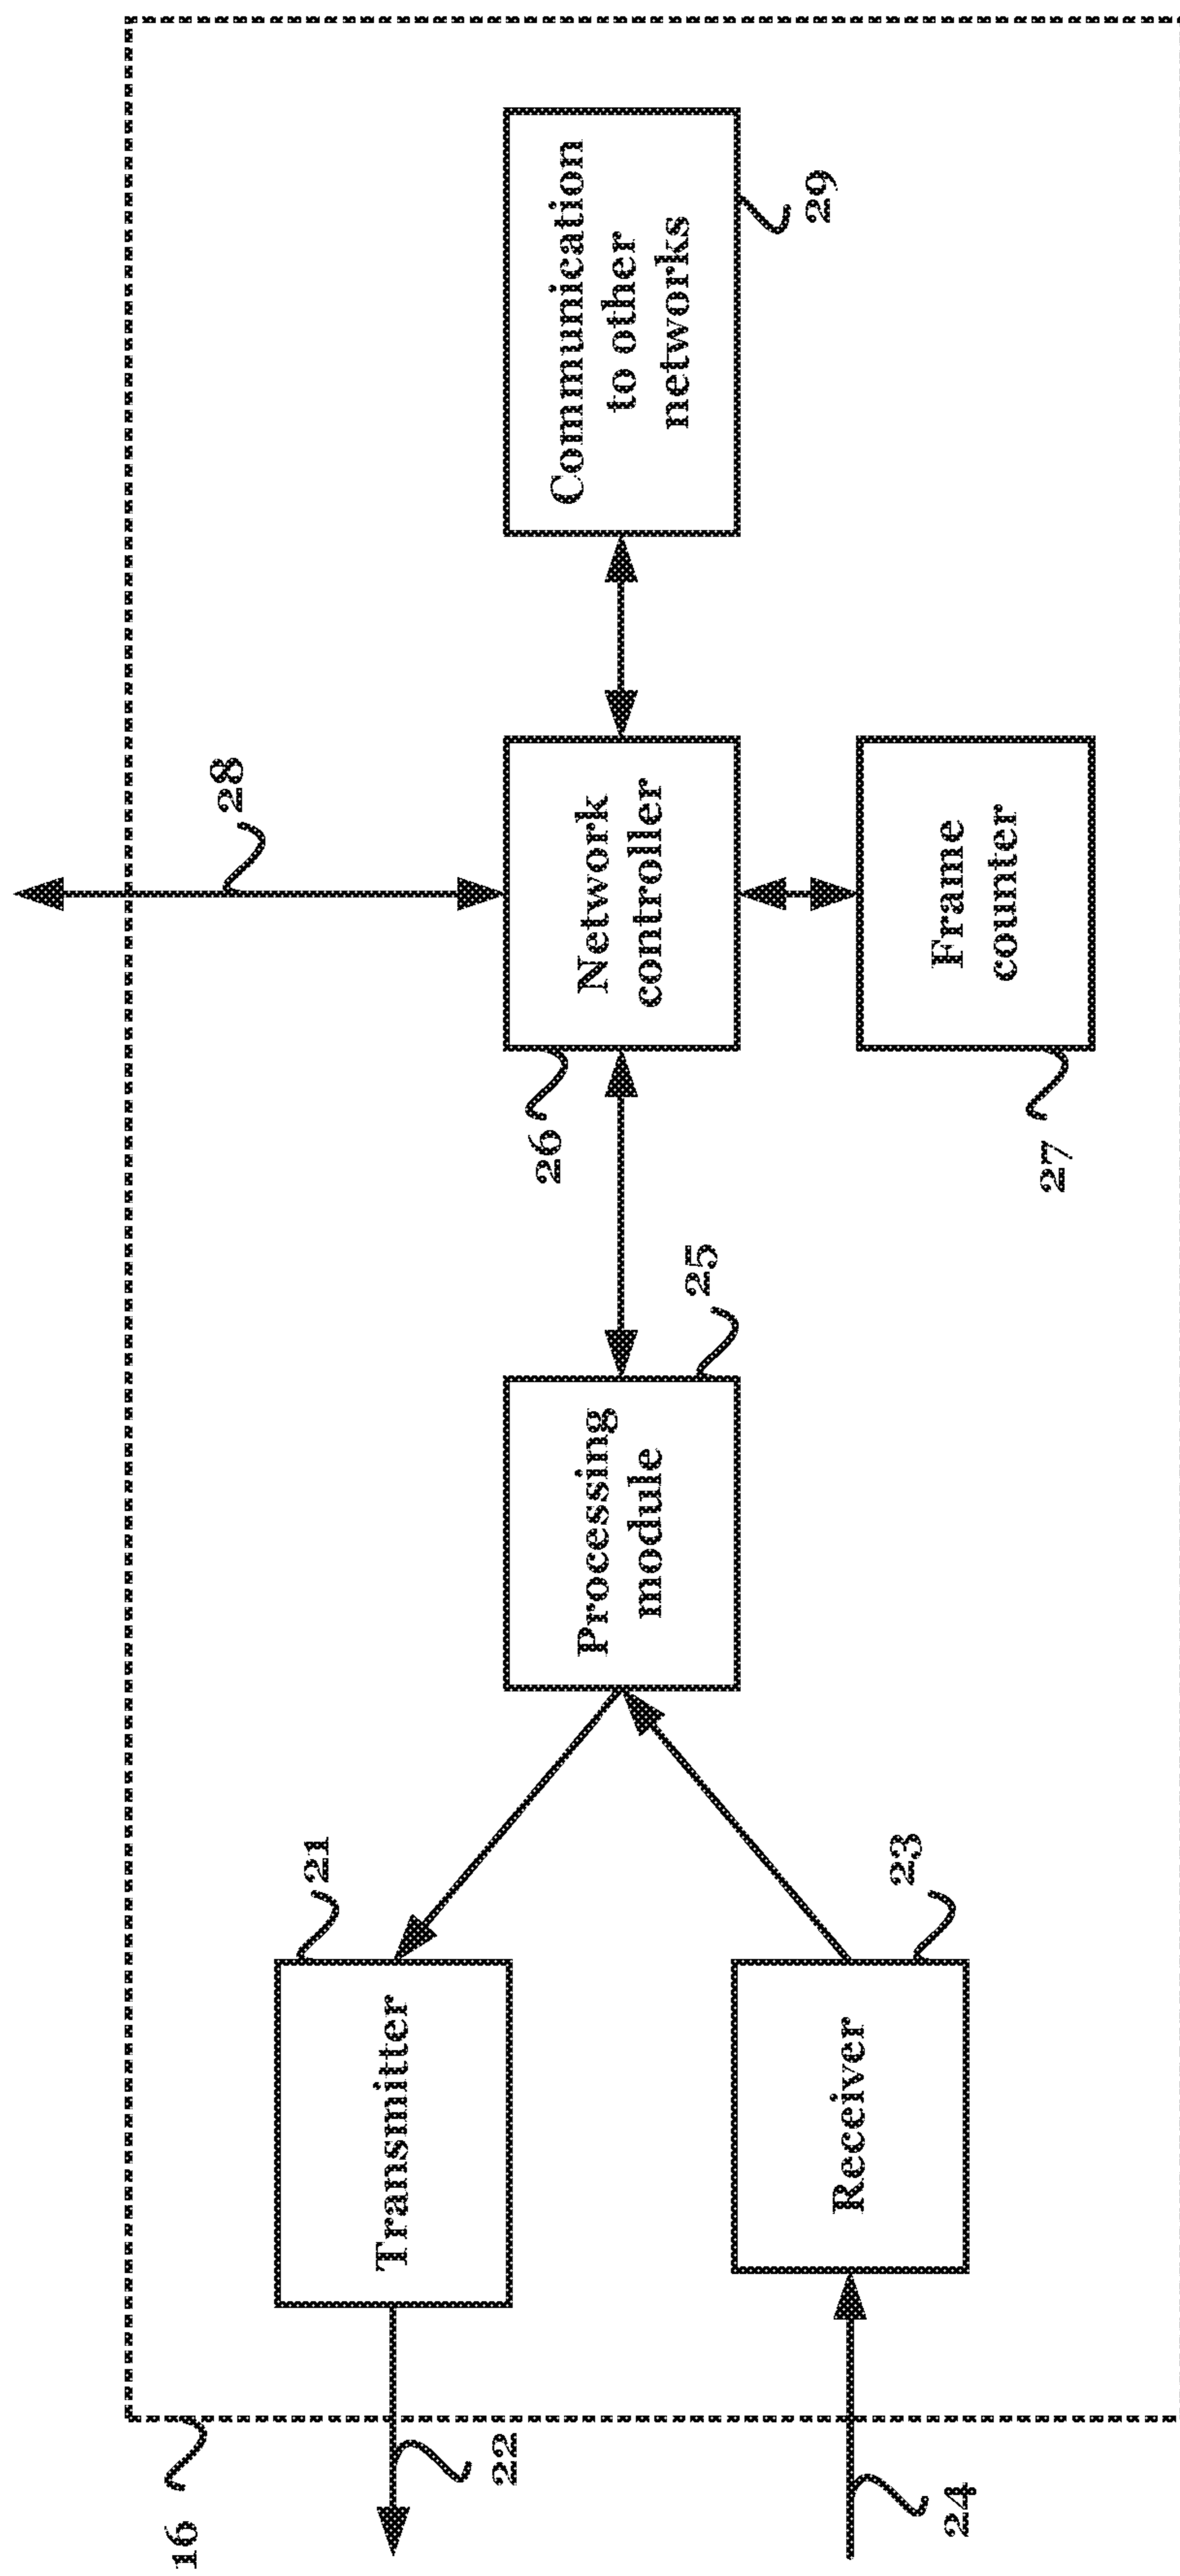 16
22
24
Transmitter
21
Receiver
23
Processing
module
25
26
Network
controller
28
Frame
counter
27
Communication
to other
networks
29